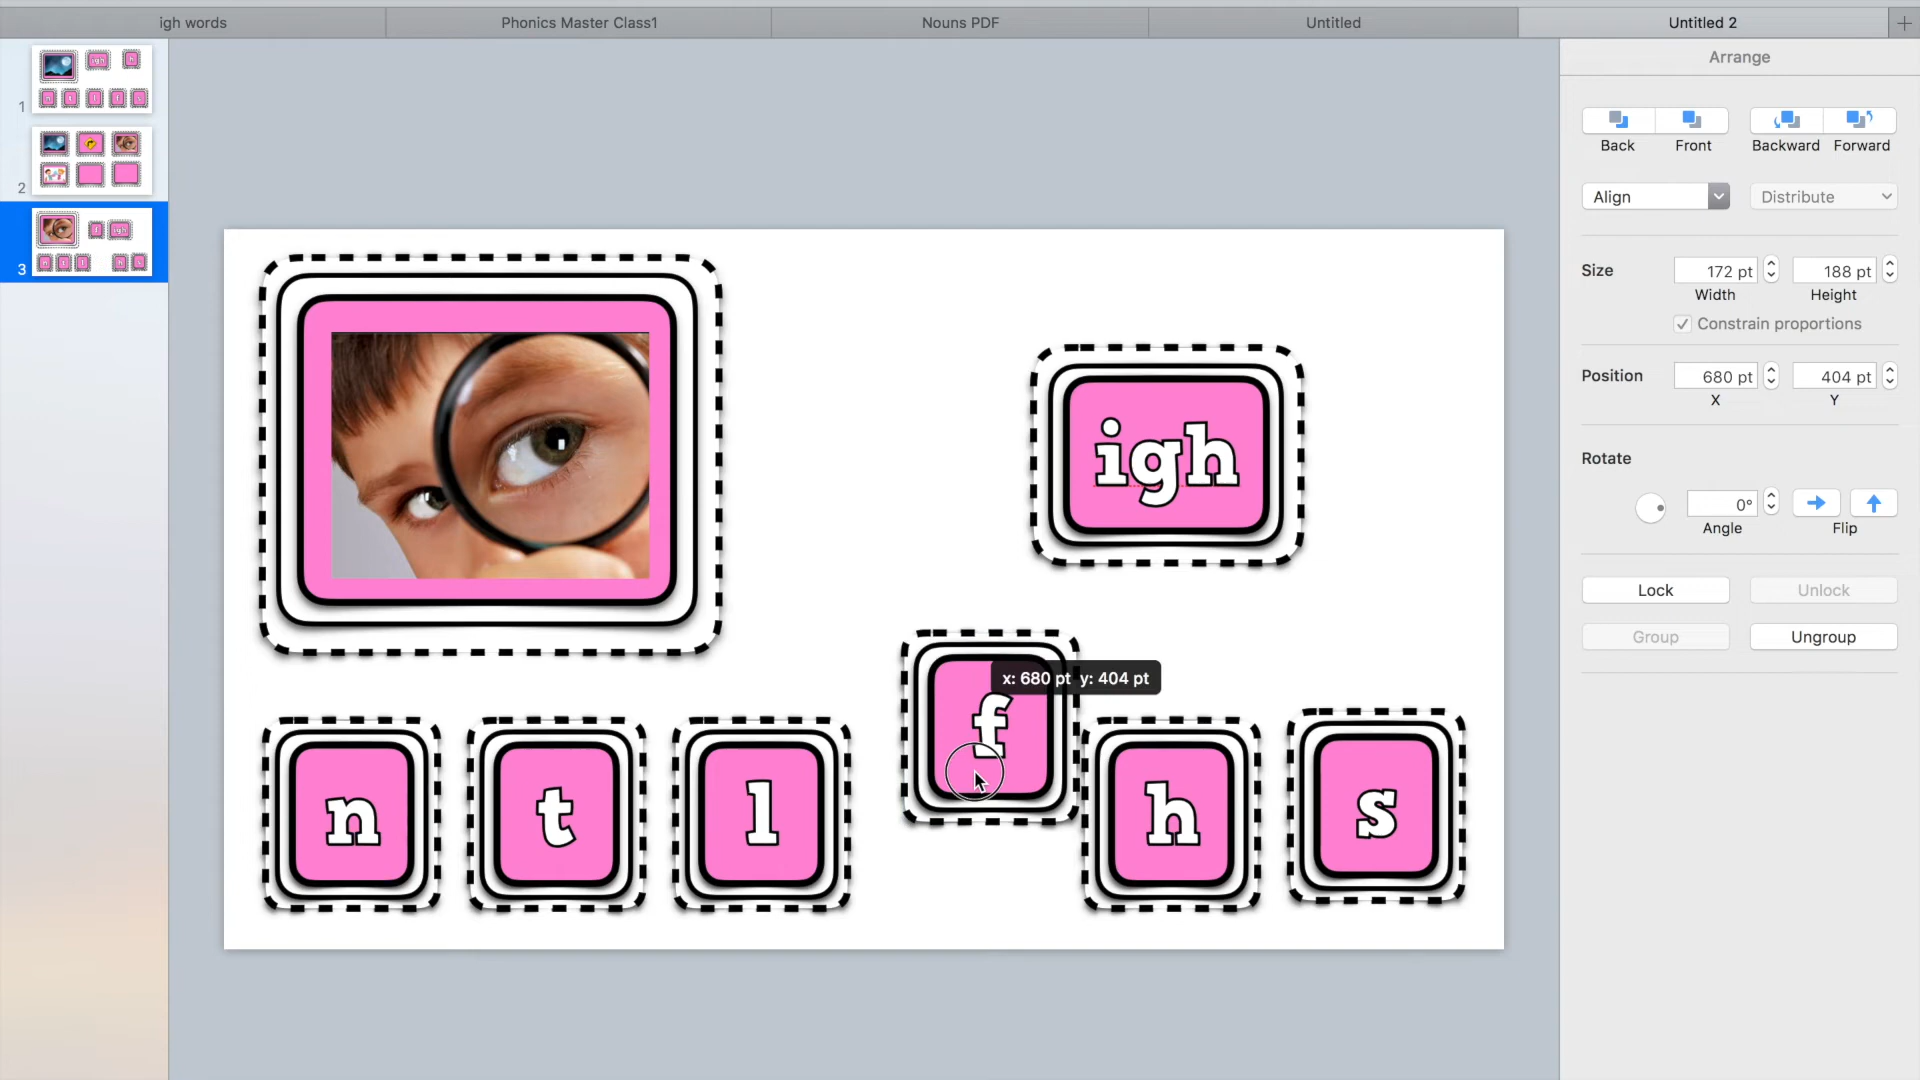 igh words
Phonics Master Class1
Nouns PDF
Untitled
Untitled 2
Arrange
Back
Front
Backward
Forward
Align
Distribute
Size
172 pt
188 pt
Width
Height
Constrain proportions
Position
680 pt
404 pt
X
Y
Rotate
0°
Angle
Flip
Lock
Unlock
Group
Ungroup
1
2
3
igh
x: 680 pt y: 404 pt
f
n
t
l
h
s